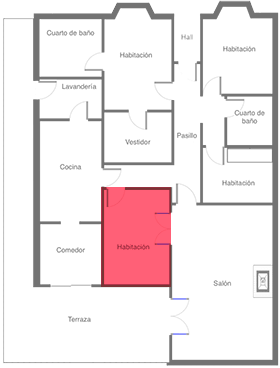 Cuarto de baño
Habitación
Hall
Habitación
Lavandería
Cuarto de
baño
Vestidor
Pasillo
Cocina
Habitación
Habitación
Comedor
Salón
Terraza